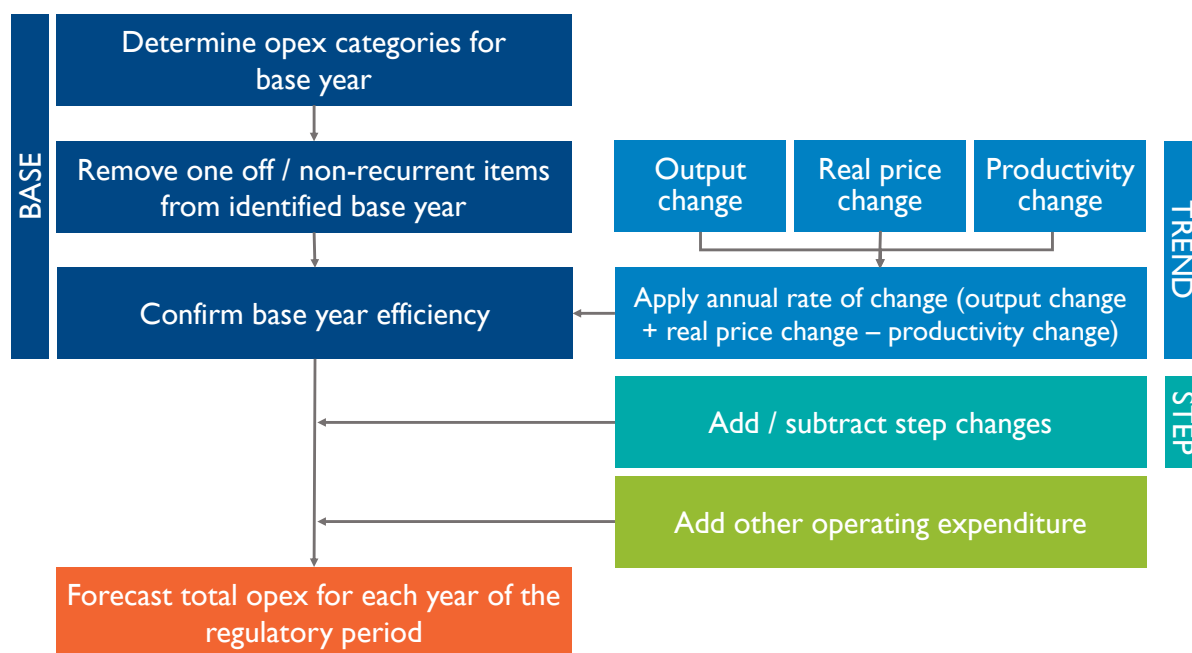 BASE
Determine opex categories for
base year
Remove one off / non-recurrent items
from identified base year
Confirm base year efficiency
Output
change
Real price
change
Productivity
change
TREND
Apply annual rate of change (output change
+ real price change – productivity change)
Add / subtract step changes
STEP
Add other operating expenditure
Forecast total opex for each year of the
regulatory period